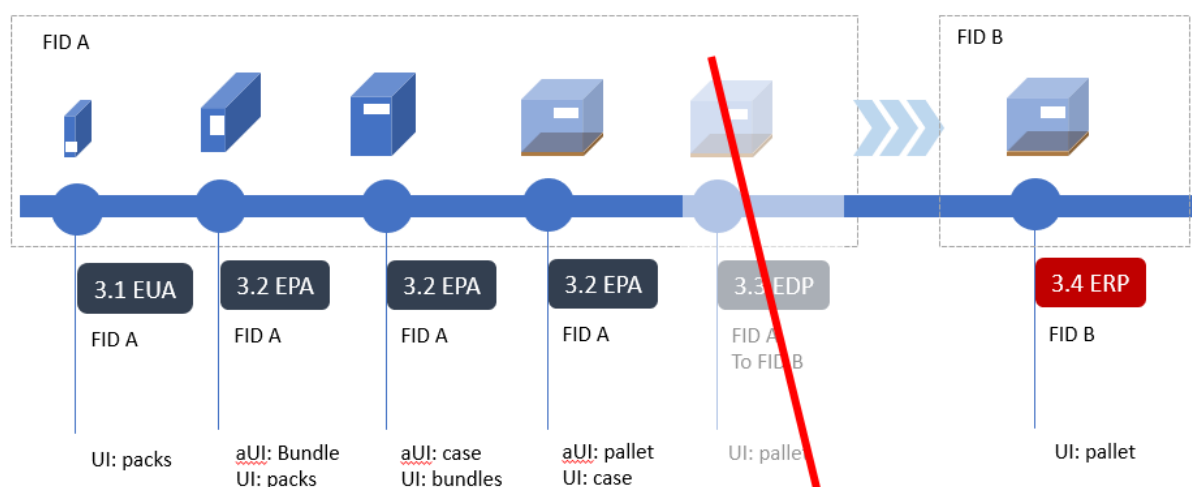 FID A
FID B
3.1 EUA
3.2 EPA
3.2 EPA
3.2 EPA
3.3 EDP
3.4 ERP
FID A
FID A
FID A
FID A
FID A
To FID B
FID B
UI: packs
aUI: Bundle
UI: packs
aUI: case
UI: bundles
aUI: pallet
UI: case
UI: pallet
UI: pallet